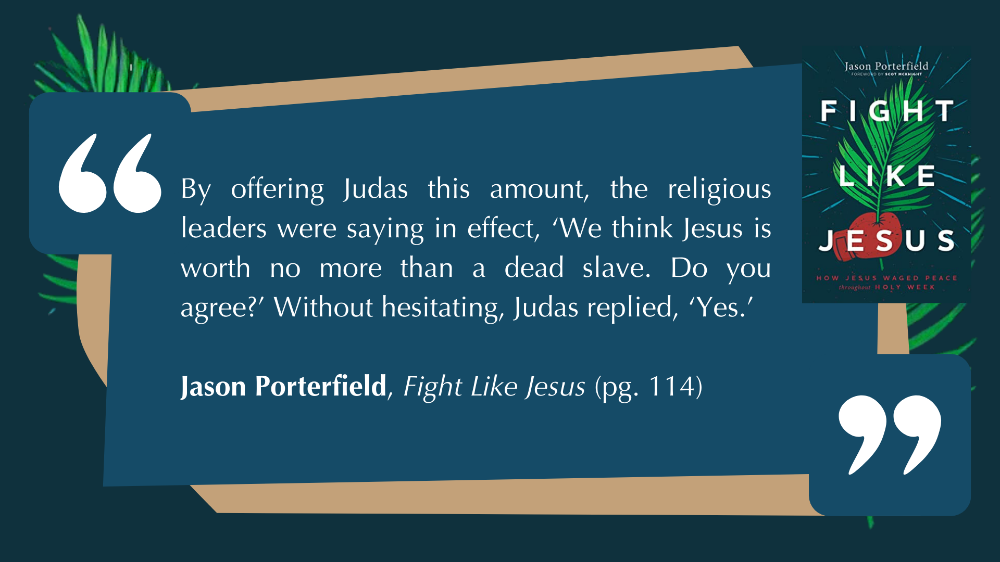 “
By offering Judas this amount, the religious
leaders were saying in effect, ‘We think Jesus is
worth no more than a dead slave. Do you
agree?’ Without hesitating, Judas replied, ‘Yes.’
Jason Porterfield, Fight Like Jesus (pg. 114)
”
Jason Porterfield
FOREWORD BY SCOT MCKNIGHT
FIGHT
LIKE
JESUS
HOW JESUS WAGED PEACE
throughout HOLY WEEK